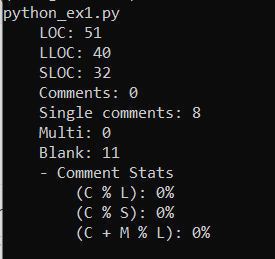 python_ex1.py
LOC: 51
LLOC: 40
SLOC: 32
Comments: 0
Single comments: 8
Multi: 0
Blank: 11
- Comment Stats
(C % L): 0%
(C % S): 0%
(C + M % L): 0%